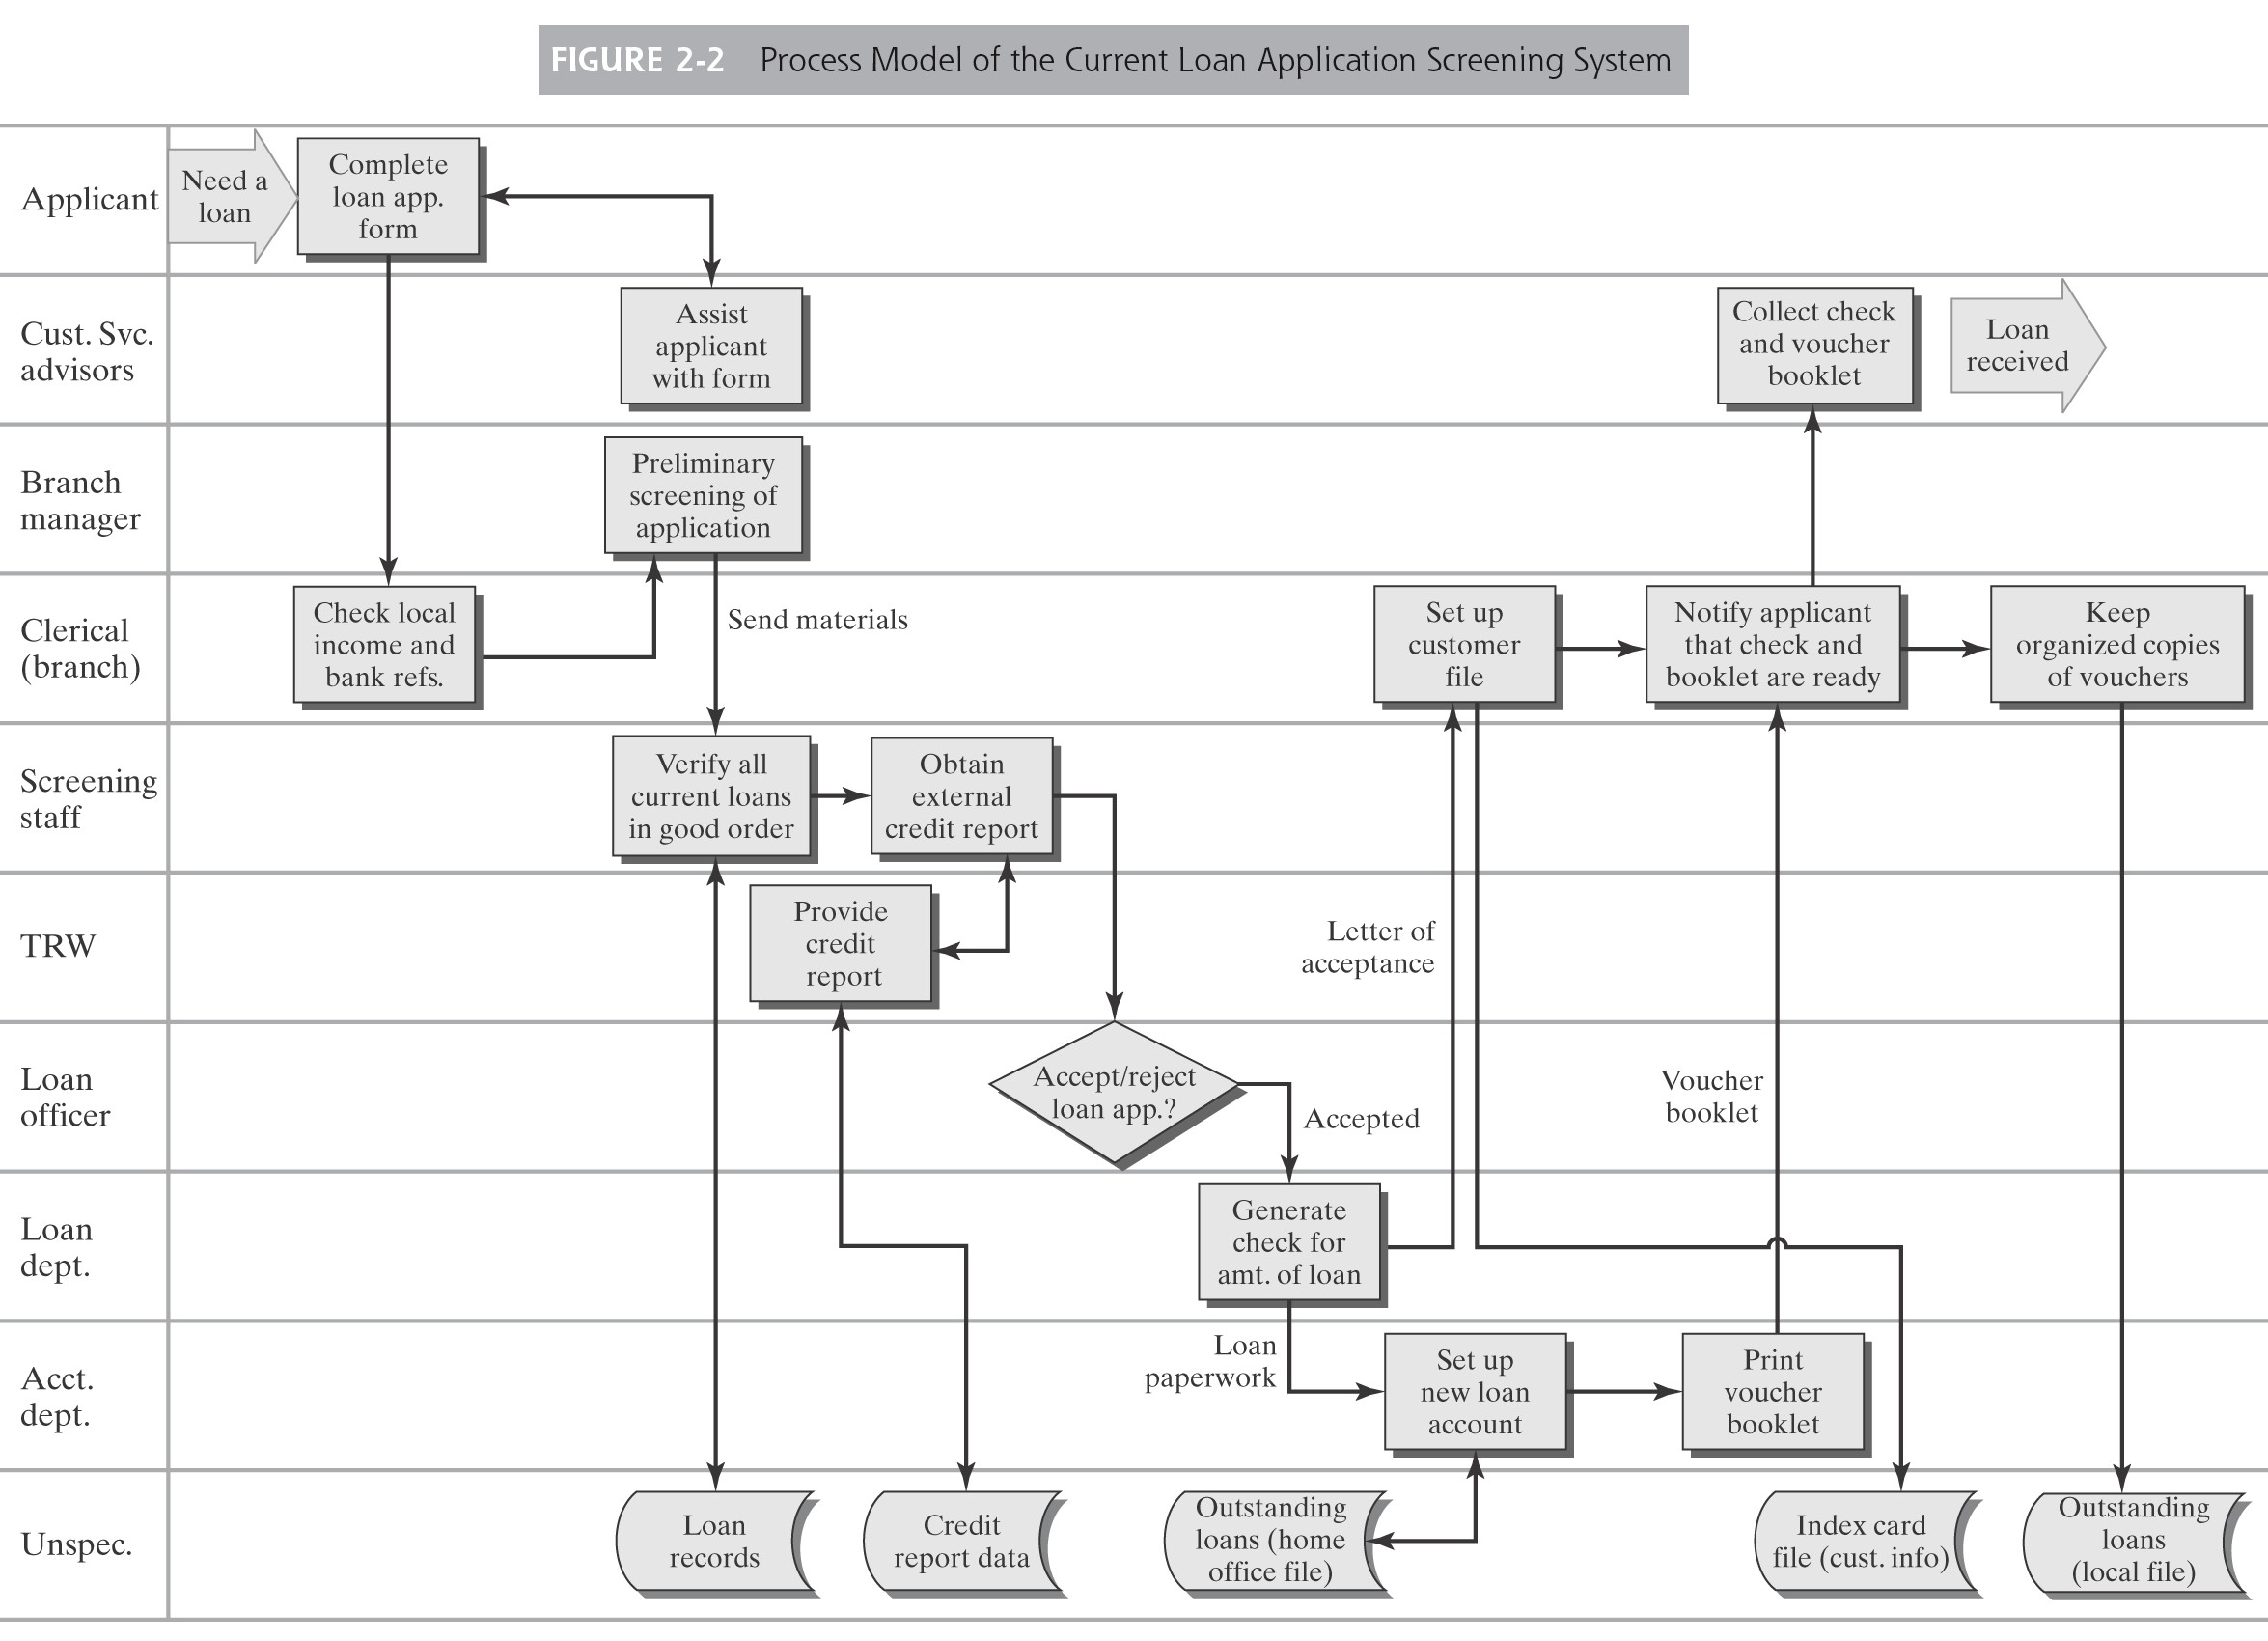 FIGURE 2-2 Process Model of the Current Loan Application Screening System
Applicant
Need a
loan
Complete
loan app.
form
Cust. Svc.
advisors
Assist
applicant
with form
Collect check
and voucher
booklet
Loan
received
Branch
manager
Preliminary
screening of
application
Clerical
(branch)
Check local
income and
bank refs.
Send materials
Set up
customer
file
Notify applicant
that check and
booklet are ready
Keep
organized copies
of vouchers
Screening
staff
Verify all
current loans
in good order
Obtain
external
credit report
TRW
Provide
credit
report
Letter of
acceptance
Loan
officer
Accept/reject
loan app.?
Accepted
Voucher
booklet
Loan
dept.
Generate
check for
amt. of loan
Acct.
dept.
Loan
paperwork
Set up
new loan
account
Print
voucher
booklet
Unspec.
Loan
records
Credit
report data
Outstanding
loans (home
office file)
Index card
file (cust. info)
Outstanding
loans
(local file)